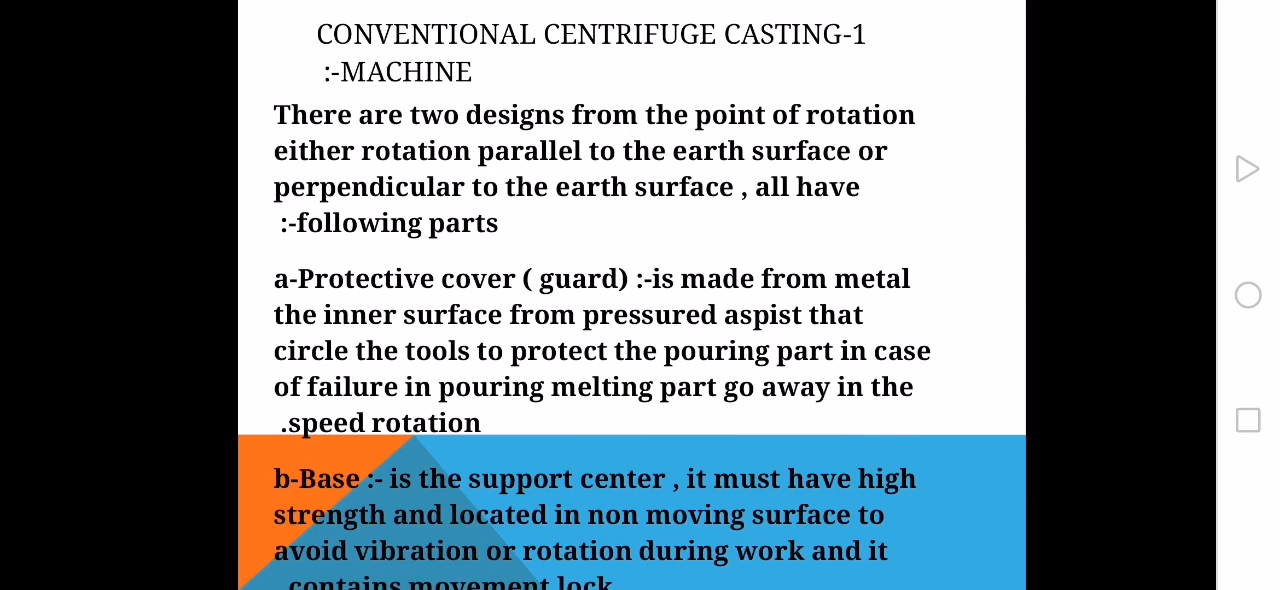 CONVENTIONAL CENTRIFUGE CASTING-1
:-MACHINE
There are two designs from the point of rotation
either rotation parallel to the earth surface or
perpendicular to the earth surface , all have
:-following parts
a-Protective cover ( guard) :-is made from metal
the inner surface from pressured aspist that
circle the tools to protect the pouring part in case
of failure in pouring melting part go away in the
.speed rotation
b-Base :- is the support center , it must have high
strength and located in non moving surface to
avoid vibration or rotation during work and it
contains movement lock